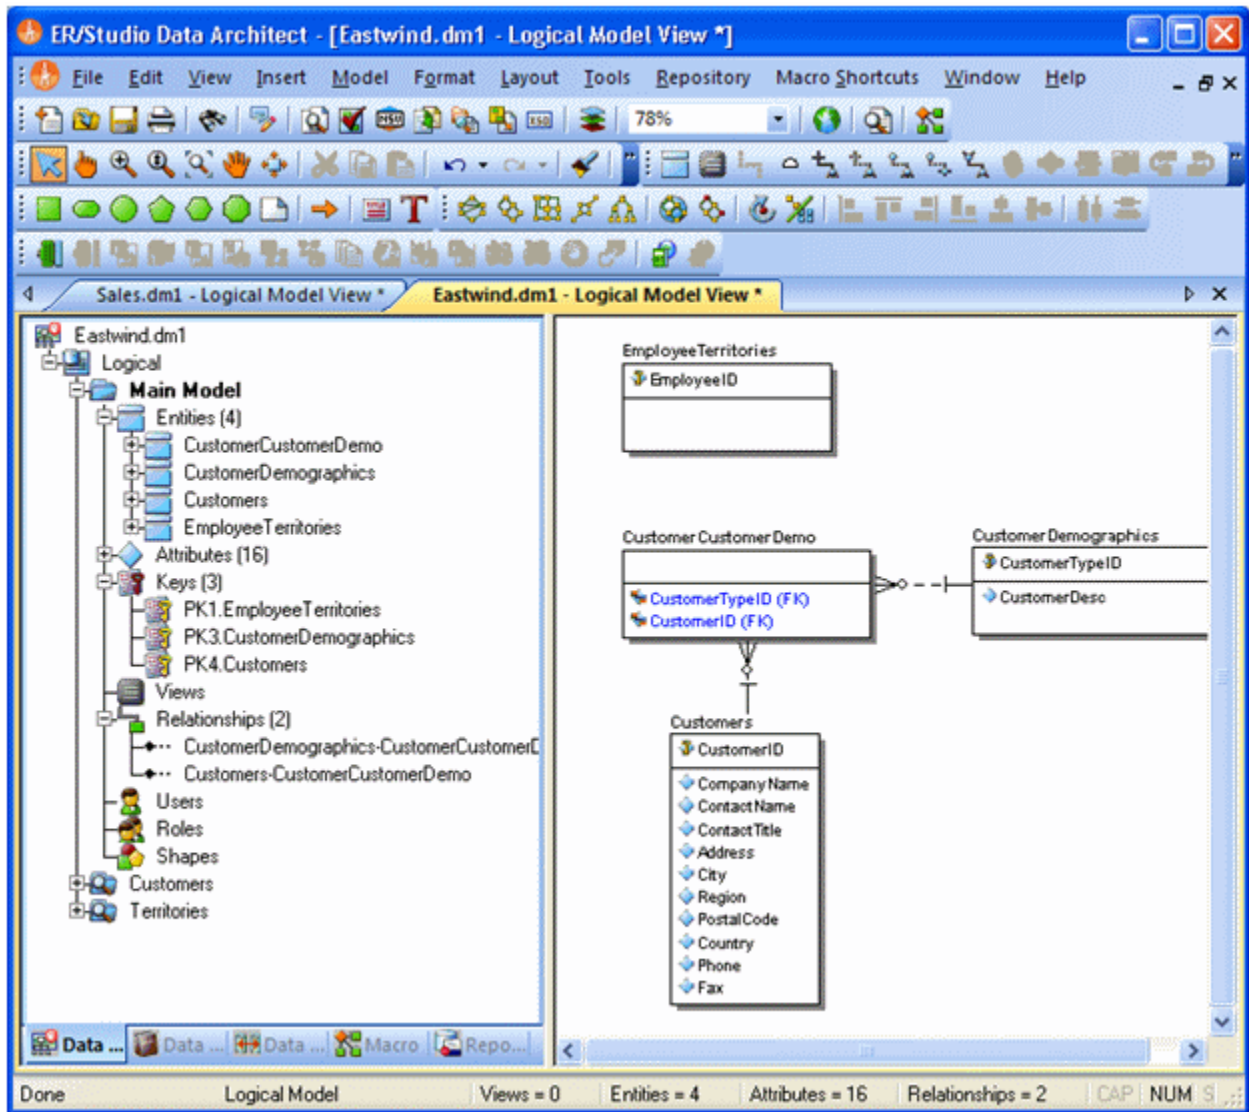 ER/Studio Data Architect - [Eastwind.dm1 - Logical Model View *]
File Edit View Insert Model Format Layout Tools Repository Macro Shortcuts Window Help
NSU XSD 78%
T
Sales.dm1 - Logical Model View * Eastwind.dm1 - Logical Model View *
Eastwind.dm1
Logical
Main Model
Entities (4)
CustomerCustomerDemo
CustomerDemographics
Customers
EmployeeTerritories
Attributes (16)
Keys (3)
PK1.EmployeeTerritories
PK3.CustomerDemographics
PK4.Customers
Views
Relationships (2)
CustomerDemographics-CustomerCustomerD
Customers-CustomerCustomerDemo
Users
Roles
Shapes
Customers
Territories
Data ... Data ... Data ... Macro Repo...
EmployeeTerritories
EmployeeID
CustomerCustomerDemo
CustomerTypeID (FK)
CustomerID (FK)
CustomerDemographics
CustomerTypeID
CustomerDesc
Customers
CustomerID
CompanyName
ContactName
ContactTitle
Address
City
Region
PostalCode
Country
Phone
Fax
Done Logical Model Views = 0 Entities = 4 Attributes = 16 Relationships = 2 CAP NUM S